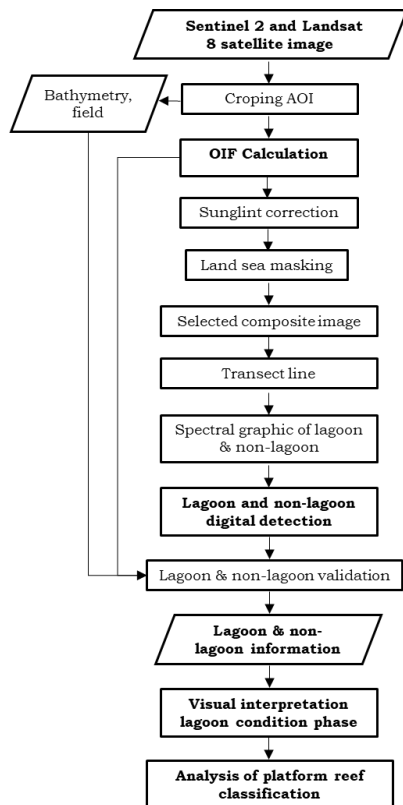 Sentinel 2 and Landsat
8 satellite image
Bathymetry,
field
Croping AOI
OIF Calculation
Sunglint correction
Land sea masking
Selected composite image
Transect line
Spectral graphic of lagoon
& non-lagoon
Lagoon and non-lagoon
digital detection
Lagoon & non-lagoon validation
Lagoon & non-
lagoon information
Visual interpretation
lagoon condition phase
Analysis of platform reef
classification